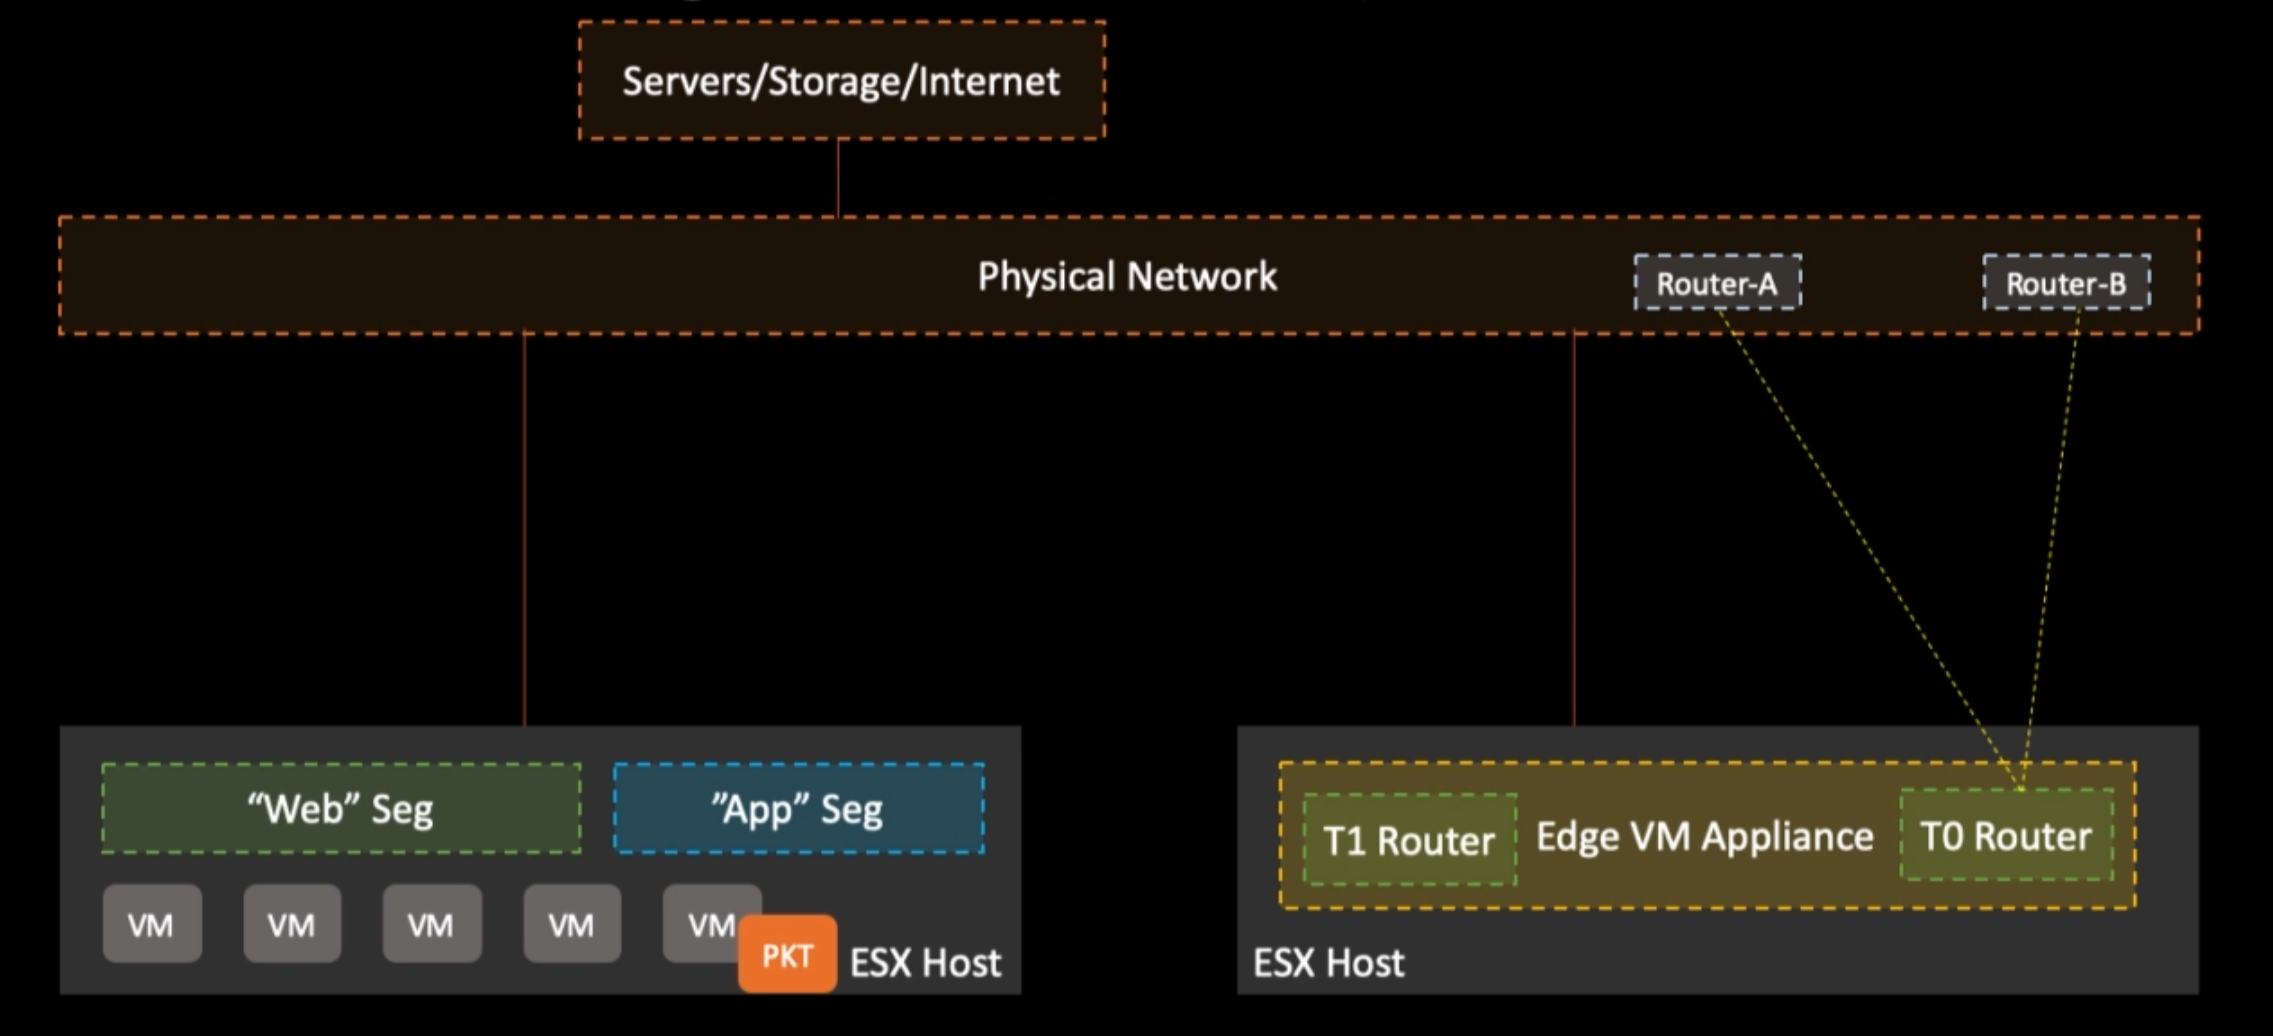 Servers/Storage/Internet
Physical Network
Router-A
Router-B
“Web” Seg
”App” Seg
T1 Router
Edge VM Appliance
T0 Router
VM
VM
VM
VM
VM
PKT
ESX Host
ESX Host